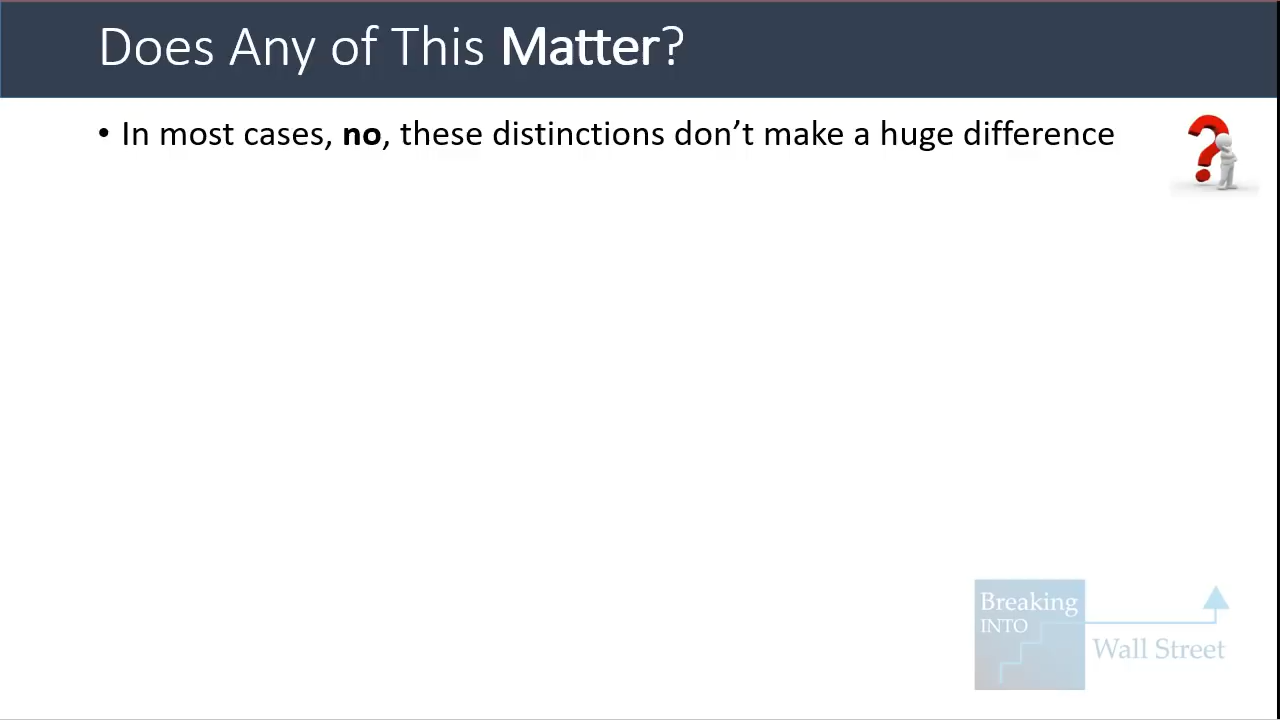 Does Any of This Matter?
• In most cases, no, these distinctions don’t make a huge difference
Breaking
INTO
Wall Street